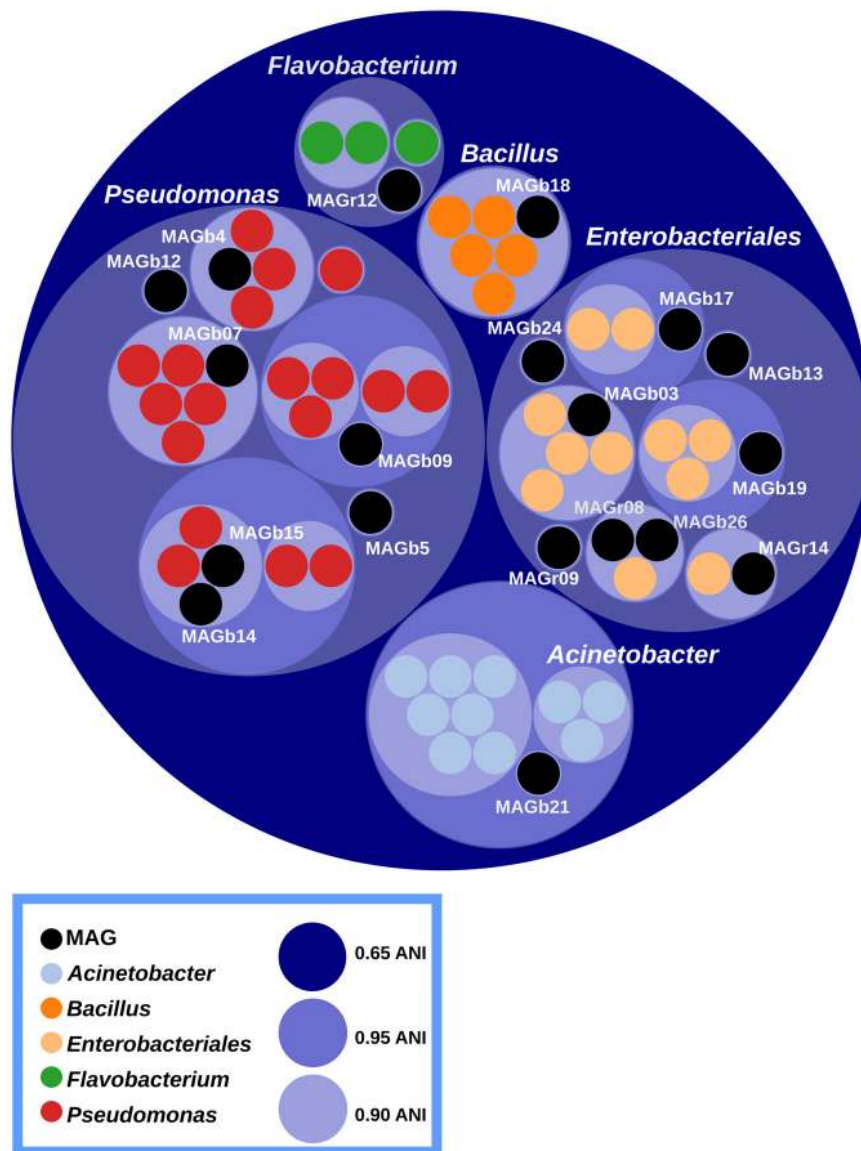 Flavobacterium
Bacillus
MAGb18
MAGr12
Pseudomonas
MAGb4
MAGb12
Enterobacteriales
MAGb17
MAGb24
MAGb07
MAGb13
MAGb03
MAGb09
MAGb19
MAGr08
MAGb26
MAGb15
MAGb5
MAGr09
MAGr14
MAGb14
Acinetobacter
MAGb21
MAG
Acinetobacter
Bacillus
Enterobacteriales
Flavobacterium
Pseudomonas
0.65 ANI
0.95 ANI
0.90 ANI